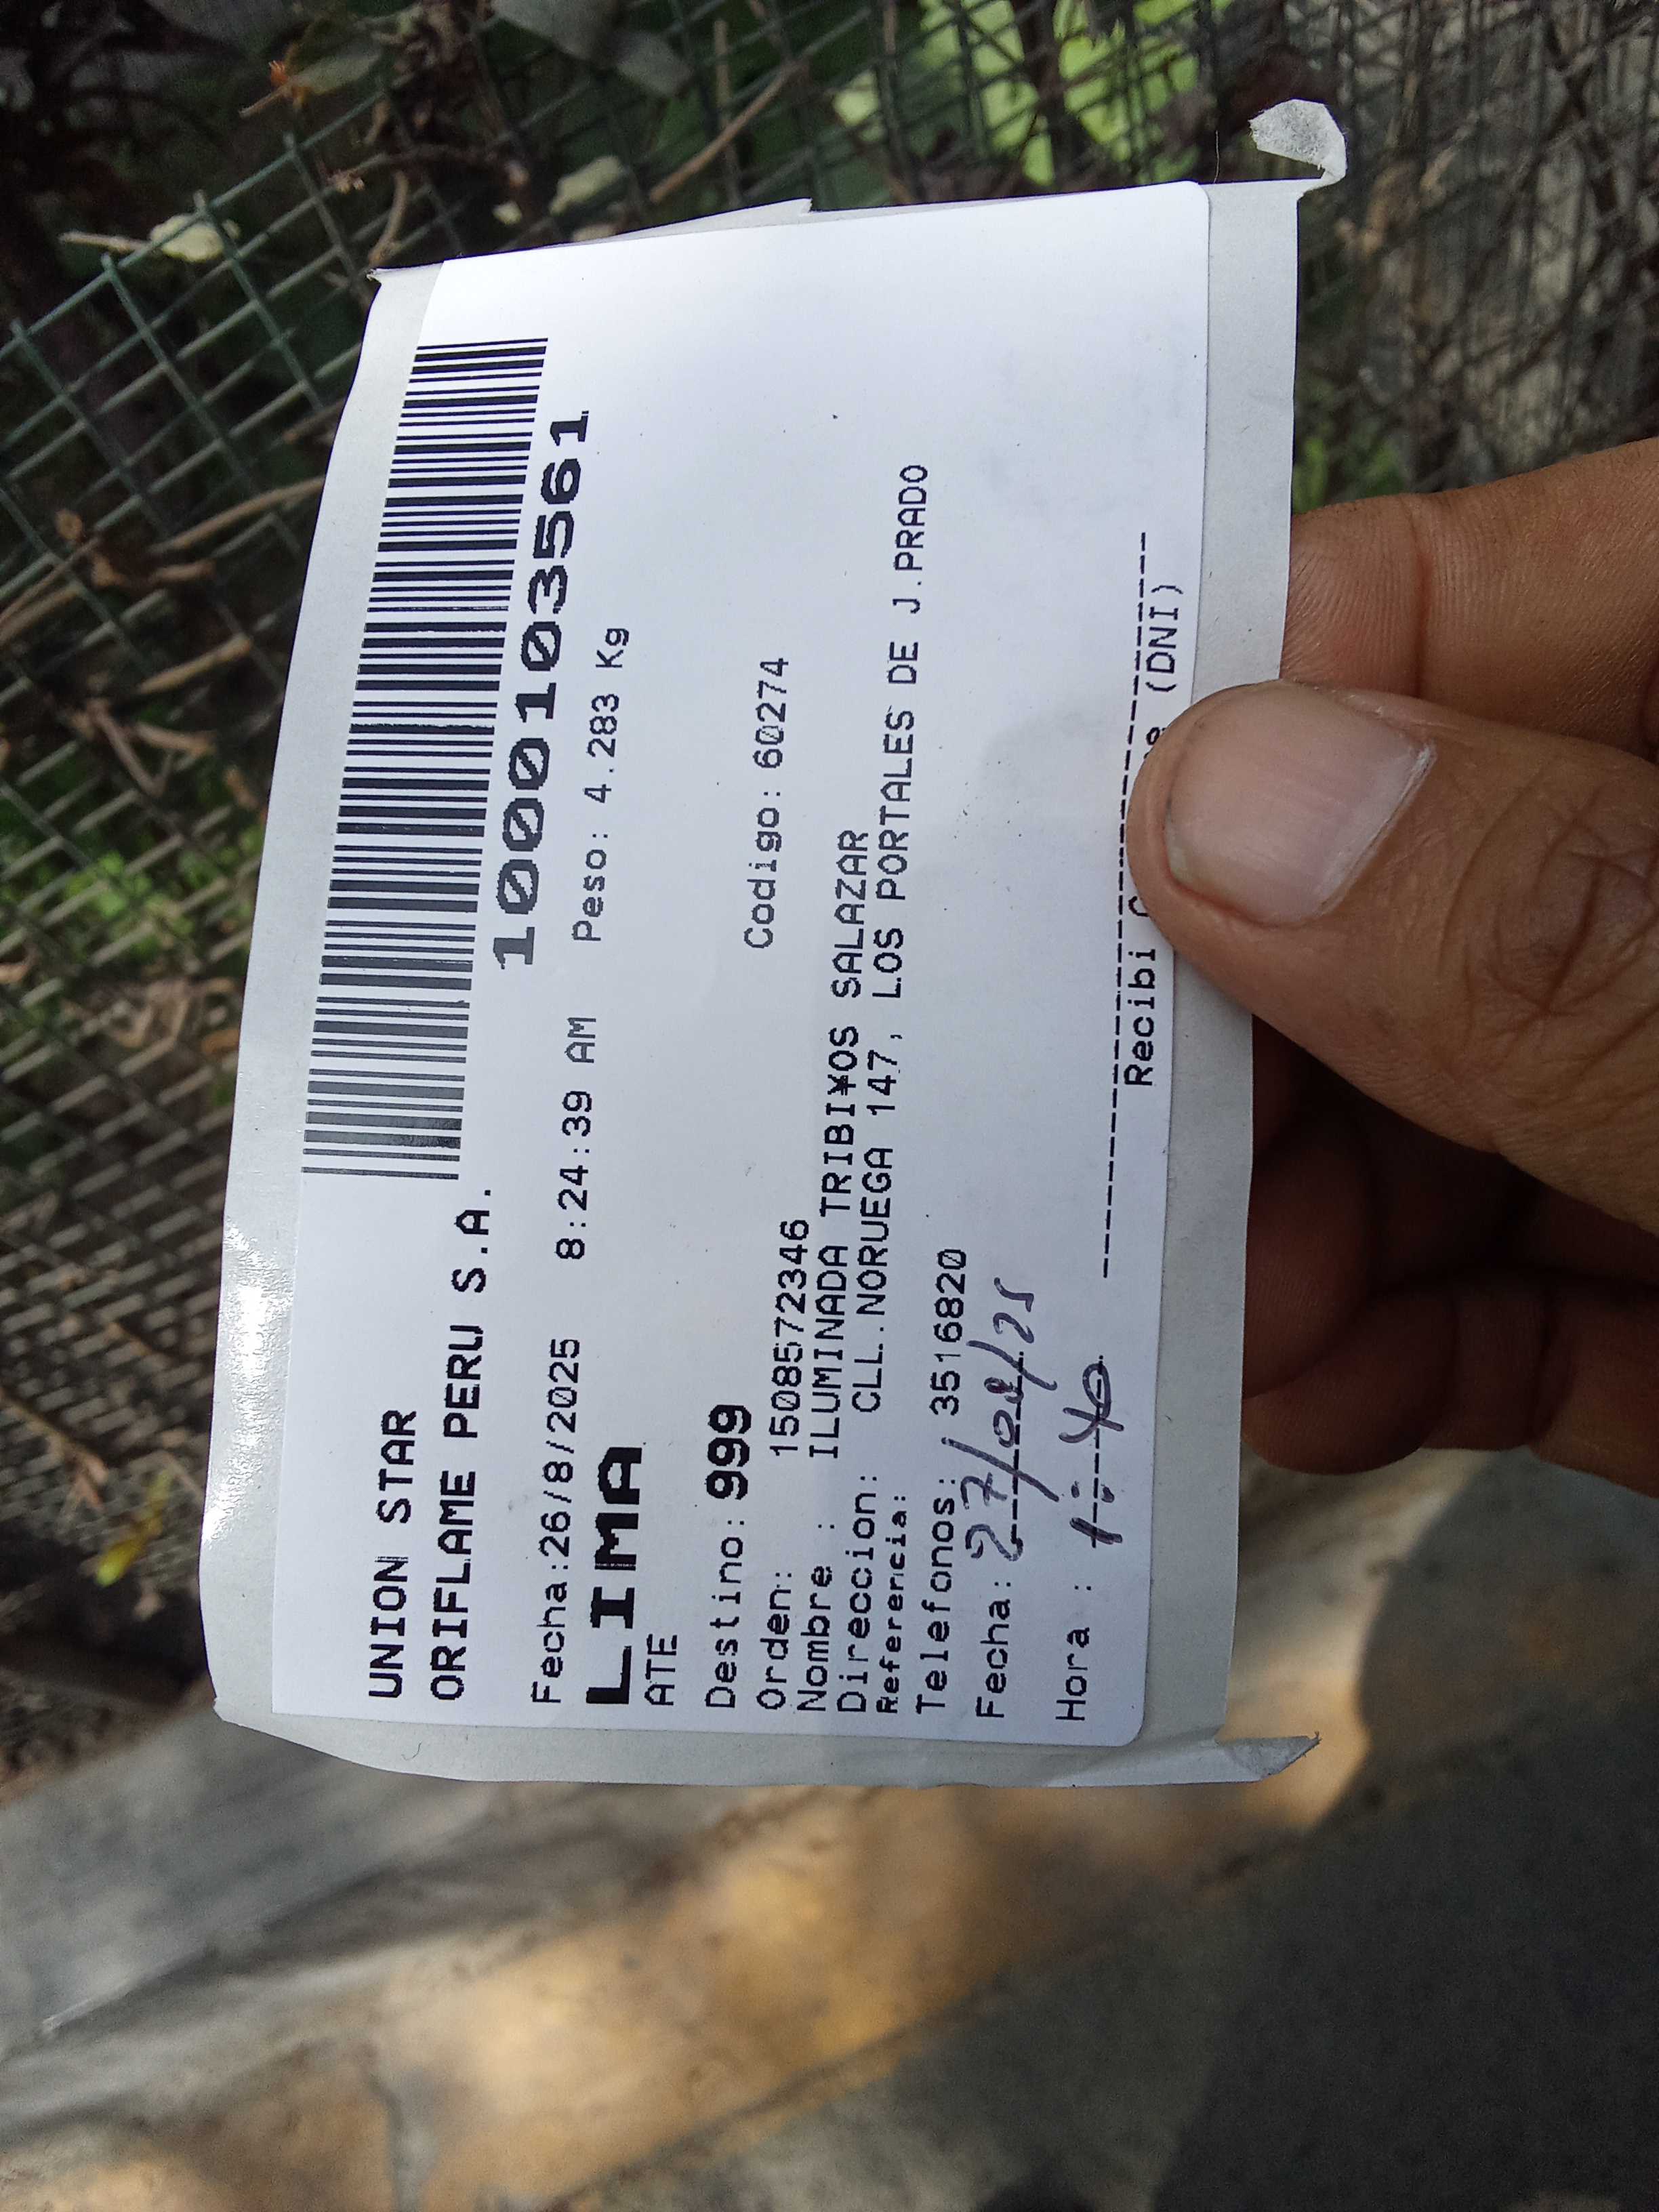 UNION STAR
ORIFLAME PERU S.A.
1000103561
Fecha:26/8/2025 8:24:39 AM Peso: 4.283 Kg
LIMA
ATE
Destino: 999
Codigo: 60274
Orden: 1508572346
Nombre : ILUMINADA TRIBI¥OS SALAZAR
Direccion: CLL.NORUEGA 147, LOS PORTALES DE J.PRADO
Referencia:
Telefonos: 3516820
Fecha: 27/08/25
Hora : 1:40
Recibi (DNI)